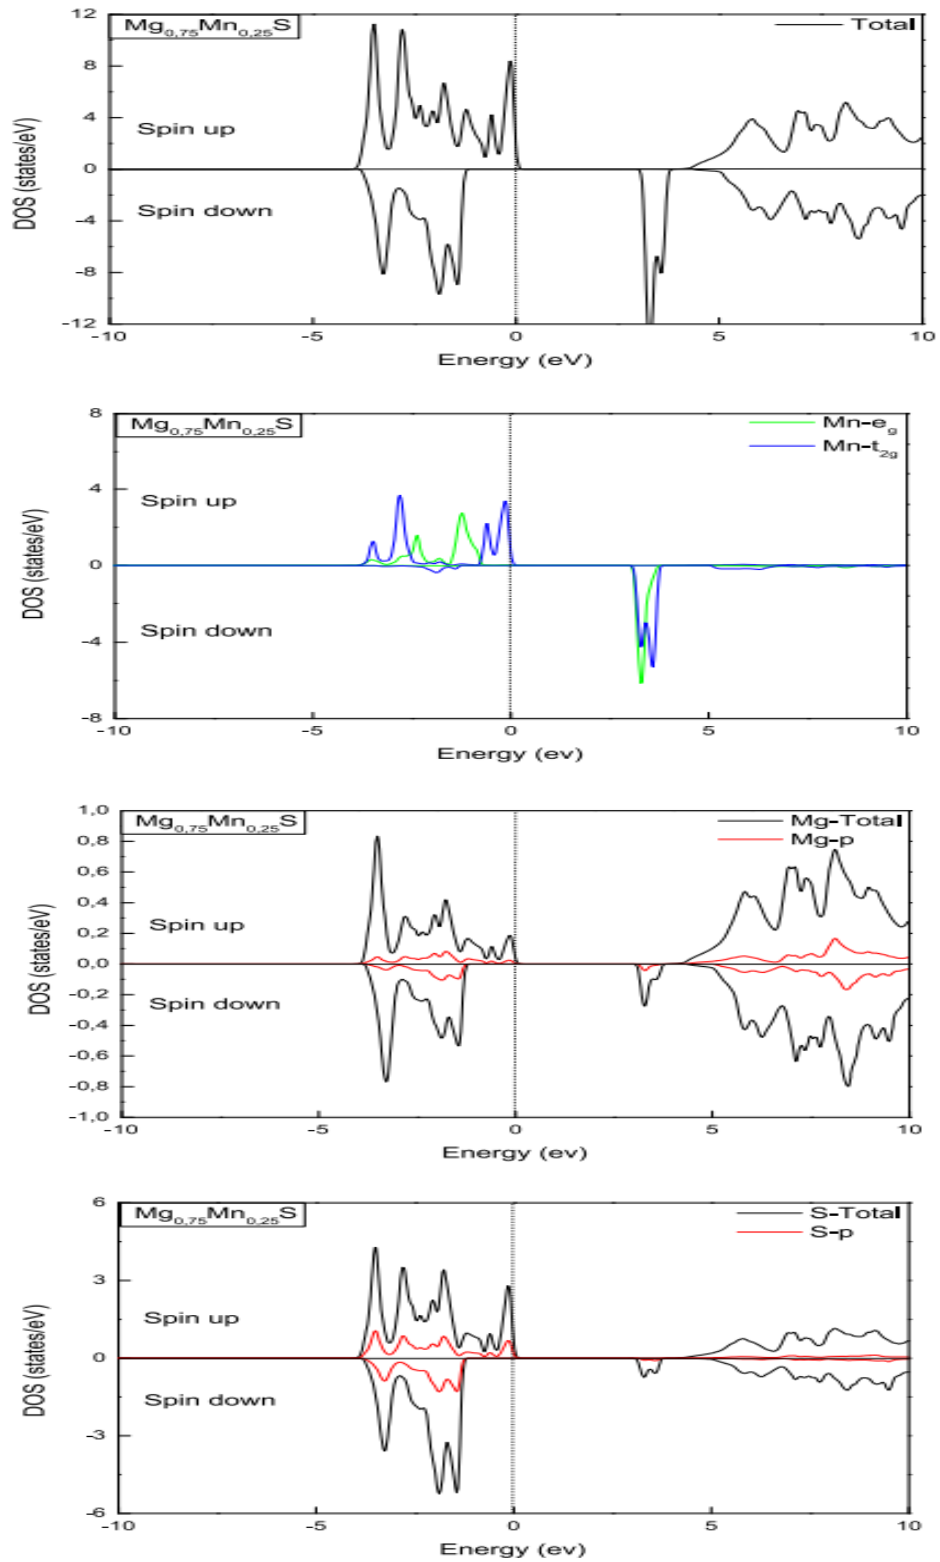 Mg0,75Mn0,25S
Total
12
8
4
0
-4
-8
-12
DOS (states/eV)
Spin up
Spin down
-10
-5
0
5
10
Energy (eV)
Mg0,75Mn0,25S
Mn-eg
Mn-t2g
8
4
0
-4
-8
DOS (states/eV)
Spin up
Spin down
-10
-5
0
5
10
Energy (ev)
Mg0,75Mn0,25S
Mg-Total
Mg-p
1,0
0,8
0,6
0,4
0,2
0,0
-0,2
-0,4
-0,6
-0,8
-1,0
DOS (states/eV)
Spin up
Spin down
-10
-5
0
5
10
Energy (ev)
Mg0,75Mn0,25S
S-Total
S-p
6
3
0
-3
-6
DOS (states/eV)
Spin up
Spin down
-10
-5
0
5
10
Energy (eV)